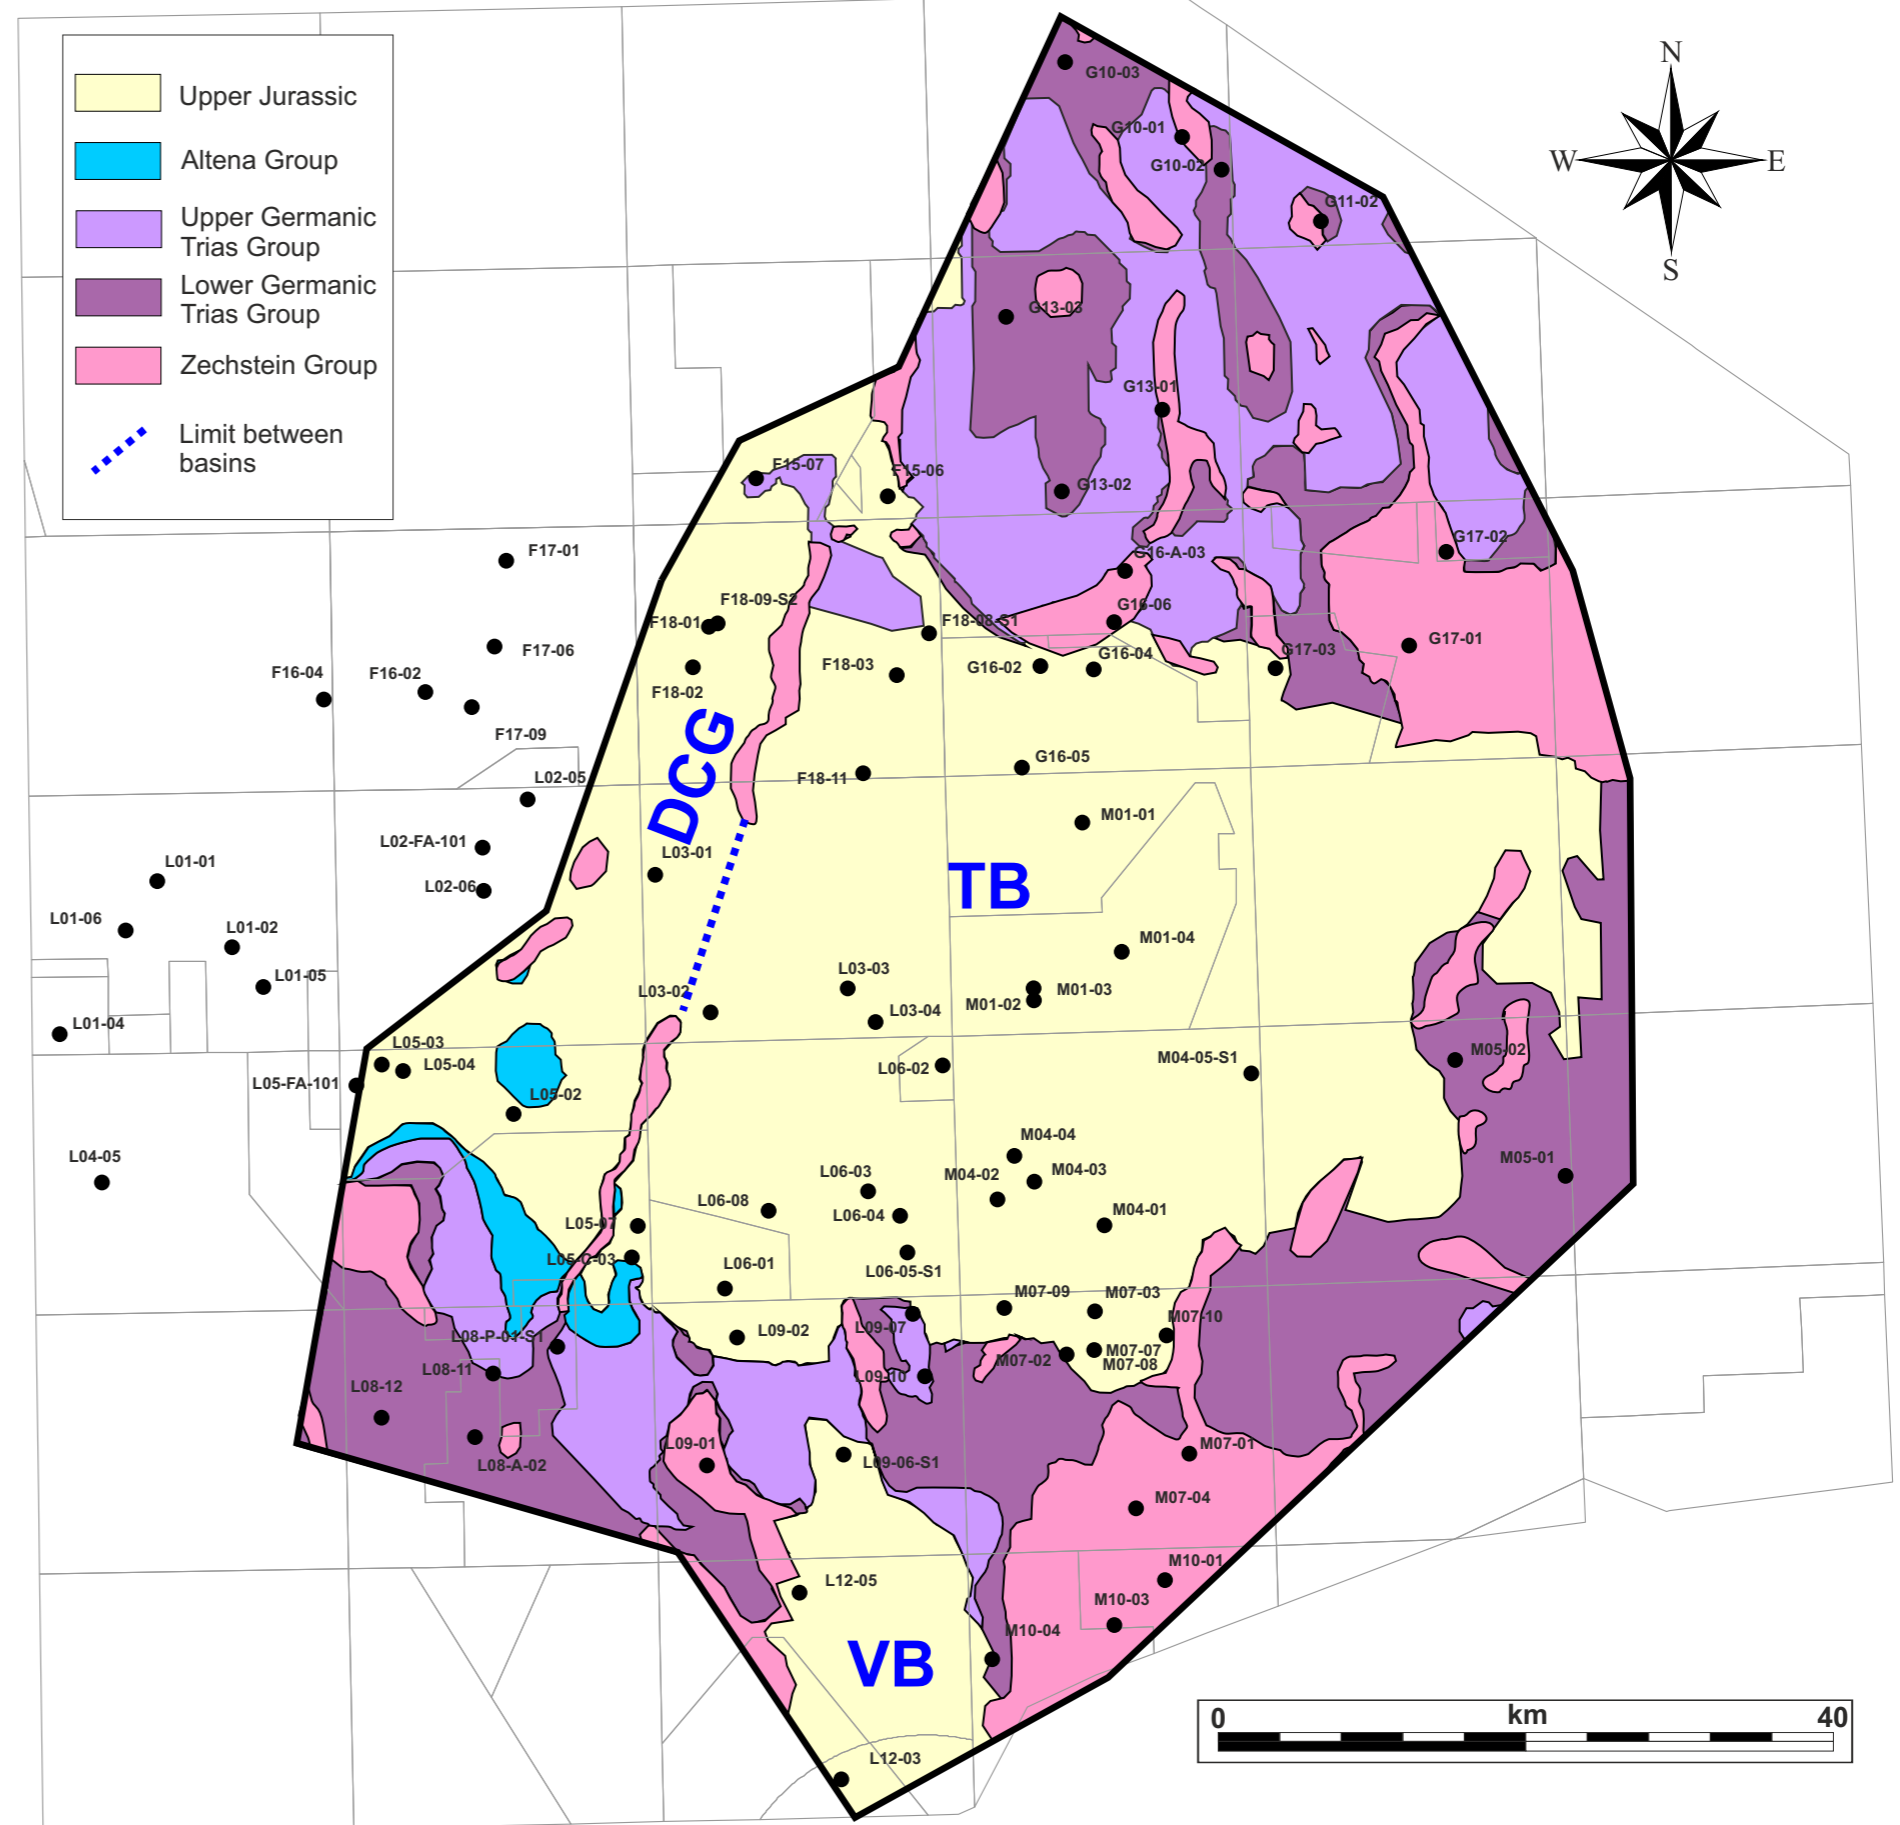 Upper Jurassic
Altena Group
Upper Germanic
Trias Group
Lower Germanic
Trias Group
Zechstein Group
Limit between
basins
N
W
E
S
G10-03
G10-01
G10-02
G11-02
G13-03
G13-01
F15-07
F15-06
G13-02
F17-01
G17-02
G16-A-03
F18-09-S2
G16-06
F18-01
F18-08-S1
F17-06
G17-01
F16-04
F16-02
F18-03
G16-02
G16-04
G17-03
F18-02
F17-09
DCG
G16-05
L02-05
F18-11
M01-01
L02-FA-101
L03-01
L01-01
L02-06
TB
L01-06
L01-02
M01-04
L01-05
L03-03
L03-02
M01-03
M01-02
L03-04
L01-04
L05-03
L05-04
M05-02
M04-05-S1
L06-02
L05-FA-101
L05-02
M04-04
L04-05
M05-01
L06-03
M04-02
M04-03
L06-08
L06-04
M04-01
L05-07
L05-C-03
L06-01
L06-05-S1
M07-09
M07-03
M07-10
L09-02
L09-07
L08-P-01-S1
M07-07
M07-02
M07-08
L08-11
L09-10
L08-12
L09-01
M07-01
L08-A-02
L09-06-S1
M07-04
M10-01
L12-05
M10-03
M10-04
VB
L12-03
0
km
40